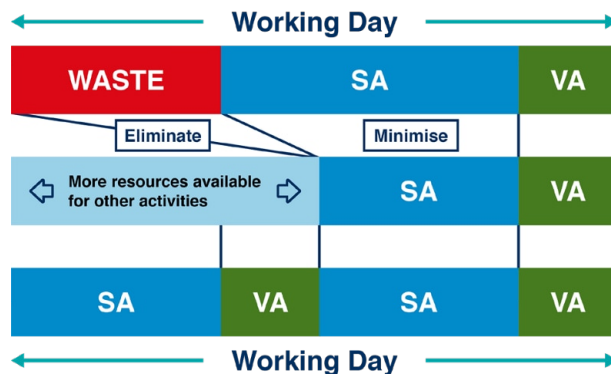 Working Day
WASTE SA VA
Eliminate Minimise
More resources available
for other activities
SA VA
SA VA SA VA
Working Day